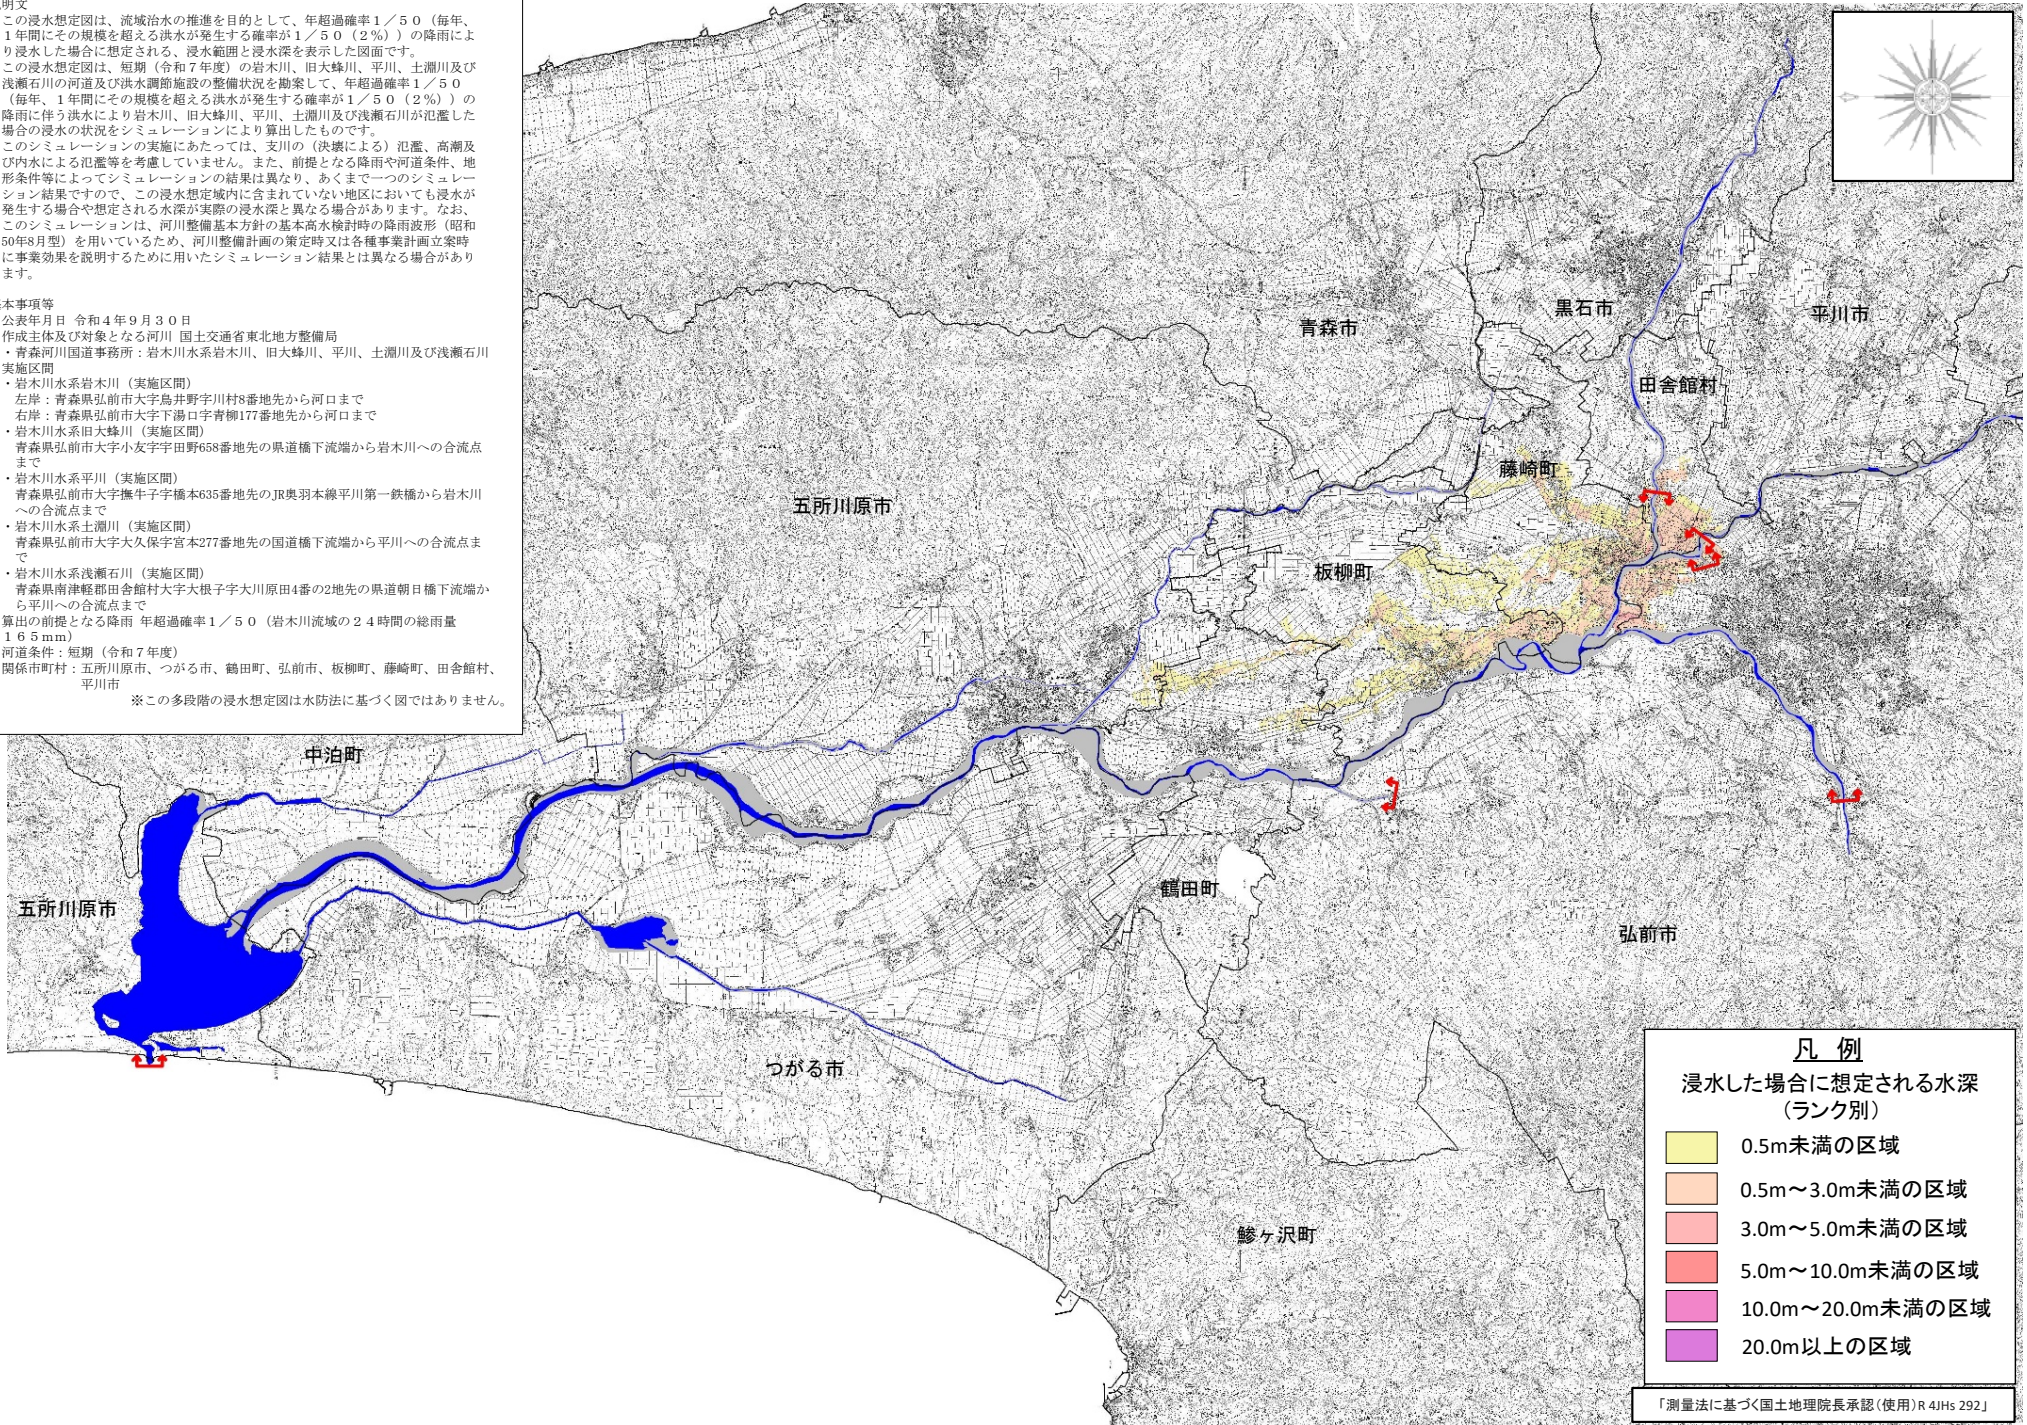 明文
この浸水想定図は、流域治水の推進を目的として、年超過確率１／５０（毎年、
１年間にその規模を超える洪水が発生する確率が１／５０（２％））の降雨によ
り浸水した場合に想定される、浸水範囲と浸水深を表示した図面です。
この浸水想定図は、短期（令和７年度）の岩木川、旧大蜂川、平川、土淵川及び
浅瀬石川の河道及び洪水調節施設の整備状況を勘案して、年超過確率１／５０
（毎年、１年間にその規模を超える洪水が発生する確率が１／５０（２％））の
降雨に伴う洪水により岩木川、旧大蜂川、平川、土淵川及び浅瀬石川が氾濫した
場合の浸水の状況をシミュレーションにより算出したものです。
このシミュレーションの実施にあたっては、支川の（決壊による）氾濫、高潮及
び内水による氾濫等を考慮していません。また、前提となる降雨や河道条件、地
形条件等によってシミュレーションの結果は異なり、あくまで一つのシミュレー
ション結果ですので、この浸水想定域内に含まれていない地区においても浸水が
発生する場合や想定される水深が実際の浸水深と異なる場合があります。なお、
このシミュレーションは、河川整備基本方針の基本高水検討時の降雨波形（昭和
50年8月型）を用いているため、河川整備計画の策定時又は各種事業計画立案時
に事業効果を説明するために用いたシミュレーション結果とは異なる場合があり
ます。
本事項等
公表年月日 令和４年９月３０日
作成主体及び対象となる河川 国土交通省東北地方整備局
・青森河川国道事務所：岩木川水系岩木川、旧大蜂川、平川、土淵川及び浅瀬石川
実施区間
・岩木川水系岩木川（実施区間）
左岸：青森県弘前市大字鳥井野字川村8番地先から河口まで
右岸：青森県弘前市大字下湯口字青柳177番地先から河口まで
・岩木川水系旧大蜂川（実施区間）
青森県弘前市大字小友字宇田野658番地先の県道橋下流端から岩木川への合流点
まで
・岩木川水系平川（実施区間）
青森県弘前市大字撫牛子字橋本635番地先のJR奥羽本線平川第一鉄橋から岩木川
への合流点まで
・岩木川水系土淵川（実施区間）
青森県弘前市大字大久保字宮本277番地先の国道橋下流端から平川への合流点ま
で
・岩木川水系浅瀬石川（実施区間）
青森県南津軽郡田舎館村大字大根子字大川原田4番の2地先の県道朝日橋下流端か
ら平川への合流点まで
算出の前提となる降雨 年超過確率１／５０（岩木川流域の２４時間の総雨量
１６５mm）
河道条件：短期（令和７年度）
関係市町村：五所川原市、つがる市、鶴田町、弘前市、板柳町、藤崎町、田舎館村、
平川市
※この多段階の浸水想定図は水防法に基づく図ではありません。
青森市
黒石市
平川市
田舎館村
藤崎町
五所川原市
板柳町
中泊町
鶴田町
五所川原市
弘前市
つがる市
鰺ヶ沢町
凡 例
浸水した場合に想定される水深
（ランク別）
0.5m未満の区域
0.5m～3.0m未満の区域
3.0m～5.0m未満の区域
5.0m～10.0m未満の区域
10.0m～20.0m未満の区域
20.0m以上の区域
「測量法に基づく国土地理院長承認（使用）R 4JHs 292」